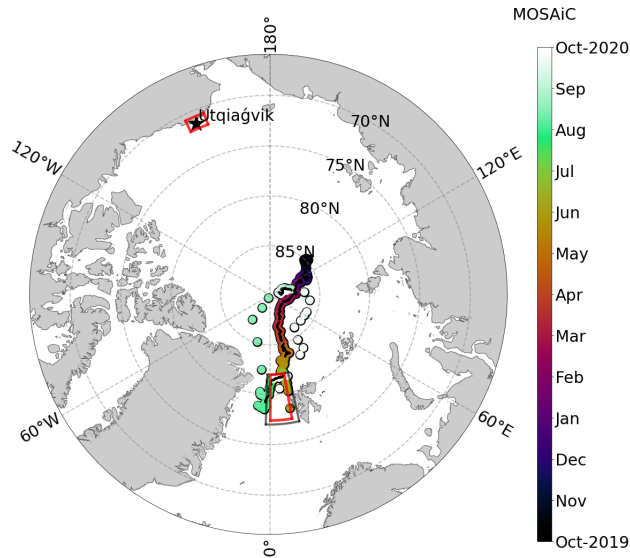 MOSAiC
180°
Oct-2020
Utqiaġvik
Sep
70°N
Aug
120°W
75°N
120°E
Jul
80°N
Jun
85°N
May
Apr
Mar
Feb
60°W
60°E
Jan
Dec
Nov
0°
Oct-2019